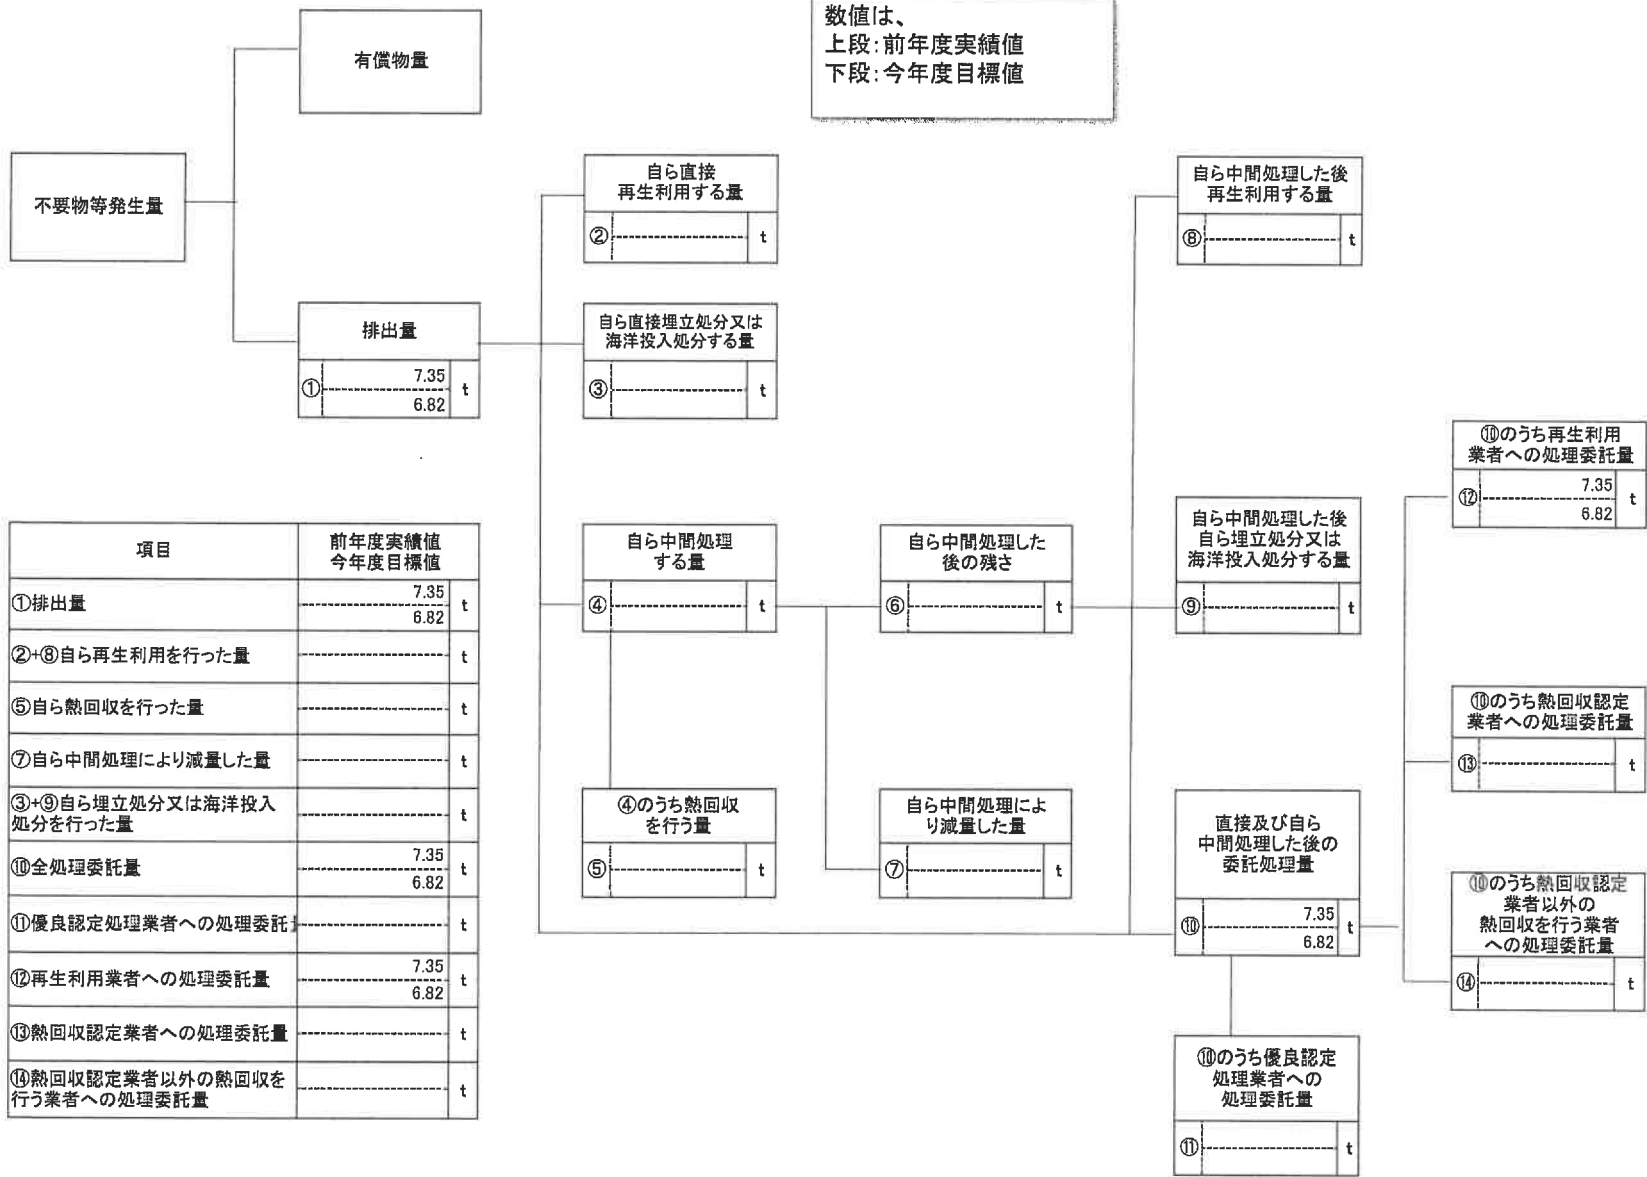 数値は、
上段:前年度実績値
下段:今年度目標値
有償物量
不要物等発生量
排出量
① 7.35 t
6.82
自ら直接
再生利用する量
② t
自ら直接埋立処分又は
海洋投入処分する量
③ t
自ら中間処理
する量
④ t
④のうち熱回収
を行う量
⑤ t
自ら中間処理した
後の残さ
⑥ t
自ら中間処理によ
り減量した量
⑦ t
自ら中間処理した後
再生利用する量
⑧ t
自ら中間処理した後
自ら埋立処分又は
海洋投入処分する量
⑨ t
直接及び自ら
中間処理した後の
委託処理量
⑩ 7.35 t
6.82
⑩のうち優良認定
処理業者への
処理委託量
⑪ t
⑩のうち再生利用
業者への処理委託量
⑫ 7.35 t
6.82
⑩のうち熱回収認定
業者への処理委託量
⑬ t
⑩のうち熱回収認定
業者以外の
熱回収を行う業者
への処理委託量
⑭ t
項目 前年度実績値
今年度目標値
①排出量 7.35 t
6.82
②+⑧自ら再生利用を行った量 t
⑤自ら熱回収を行った量 t
⑦自ら中間処理により減量した量 t
③+⑨自ら埋立処分又は海洋投入
処分を行った量 t
⑩全処理委託量 7.35 t
6.82
⑪優良認定処理業者への処理委託 t
⑫再生利用業者への処理委託量 7.35 t
6.82
⑬熱回収認定業者への処理委託量 t
⑭熱回収認定業者以外の熱回収を
行う業者への処理委託量 t